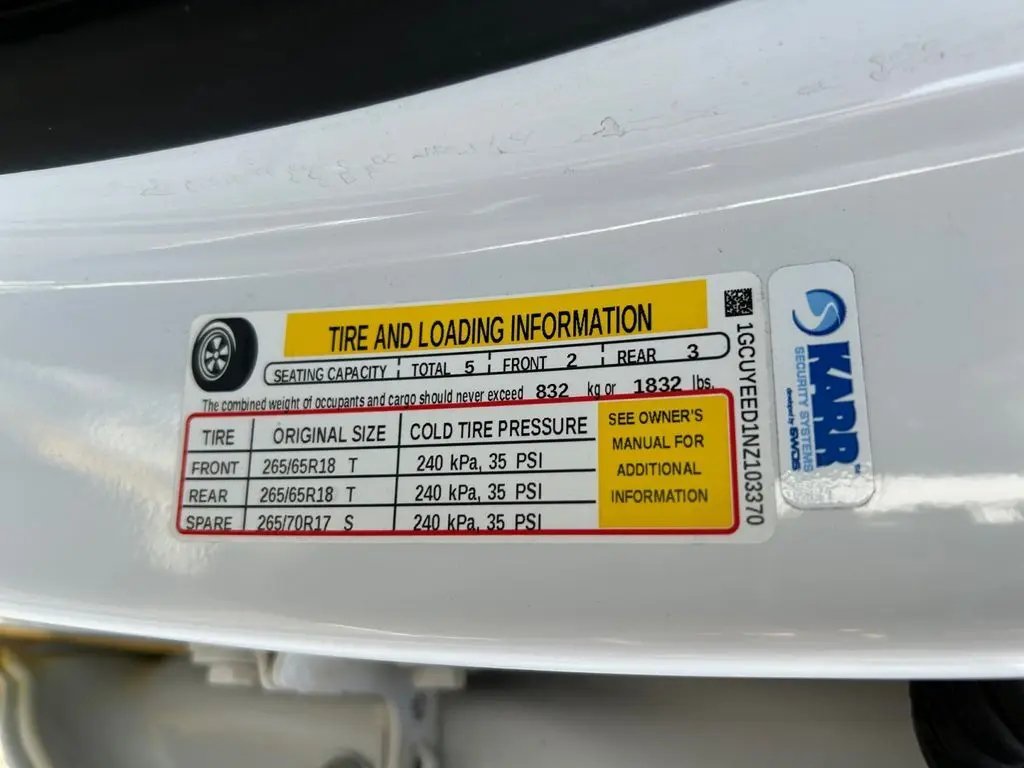 TIRE AND LOADING INFORMATION
SEATING CAPACITY TOTAL 5 FRONT 2 REAR 3
The combined weight of occupants and cargo should never exceed 832 kg or 1832 lbs.
TIRE ORIGINAL SIZE COLD TIRE PRESSURE
FRONT 265/65R18 T 240 kPa, 35 PSI
REAR 265/65R18 T 240 kPa, 35 PSI
SPARE 265/70R17 S 240 kPa, 35 PSI
SEE OWNER'S
MANUAL FOR
ADDITIONAL
INFORMATION
1GCUYEED1NZ103370
KARR
SECURITY SYSTEMS
developed by SWDS